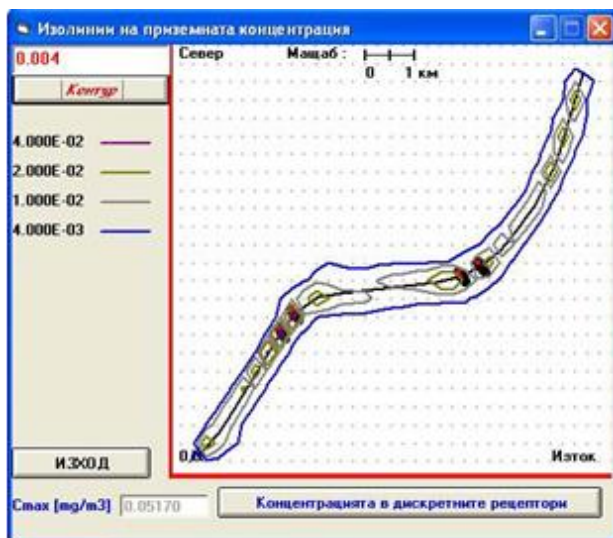 Изолинии на приземната концентрация
0.004
Север
Мащаб :
0 1 км
Контур
4.000E-02
2.000E-02
1.000E-02
4.000E-03
Изток
ИЗХОД
Cmax [mg/m3] 0.05170
Концентрацията в дискретните рецептори